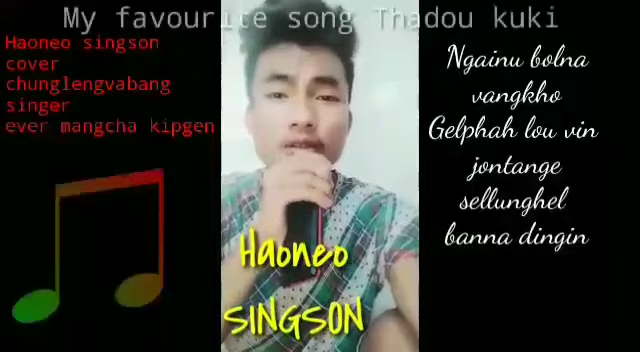 My favourite song Thadou kuki
Haoneo singson
cover
chunglengvabang
singer
ever mangcha kipgen
Ngainu bolna
vangkho
Gelphah lou vin
jontange
sellunghel
banna dingin
Haoneo
SINGSON